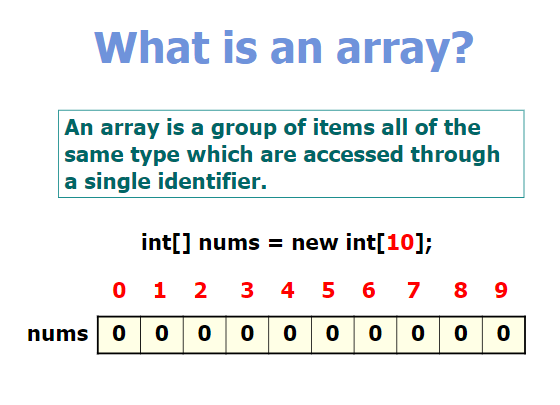 What is an array?
An array is a group of items all of the
same type which are accessed through
a single identifier.
int[] nums = new int[10];
0 1 2 3 4 5 6 7 8 9
nums 0 0 0 0 0 0 0 0 0 0